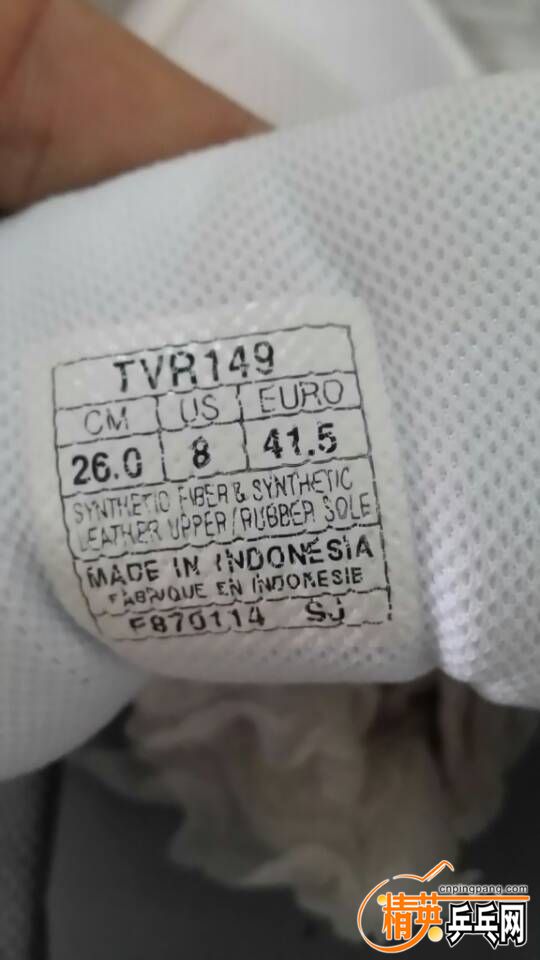 TVR149
CM US EURO
26.0 8 41.5
SYNTHETIC FIBER & SYNTHETIC
LEATHER UPPER/RUBBER SOLE
MADE IN INDONESIA
FABRIQUE EN INDONESIE
F870114 SJ
cnpingpang.com
精英乒乓网